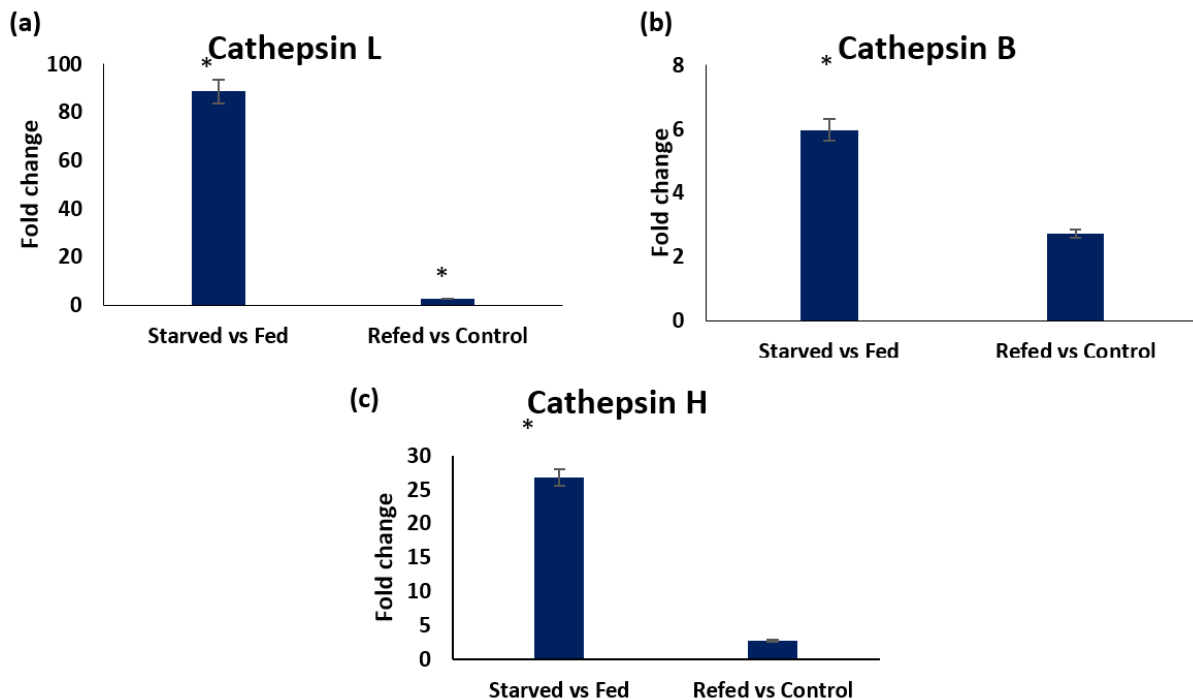 (a)
Cathepsin L
100
80
60
40
20
0
Fold change
*
*
Starved vs Fed
Refed vs Control
(b)
Cathepsin B
8
6
4
2
0
Fold change
*
Starved vs Fed
Refed vs Control
(c)
Cathepsin H
30
25
20
15
10
5
0
Fold change
*
Starved vs Fed
Refed vs Control